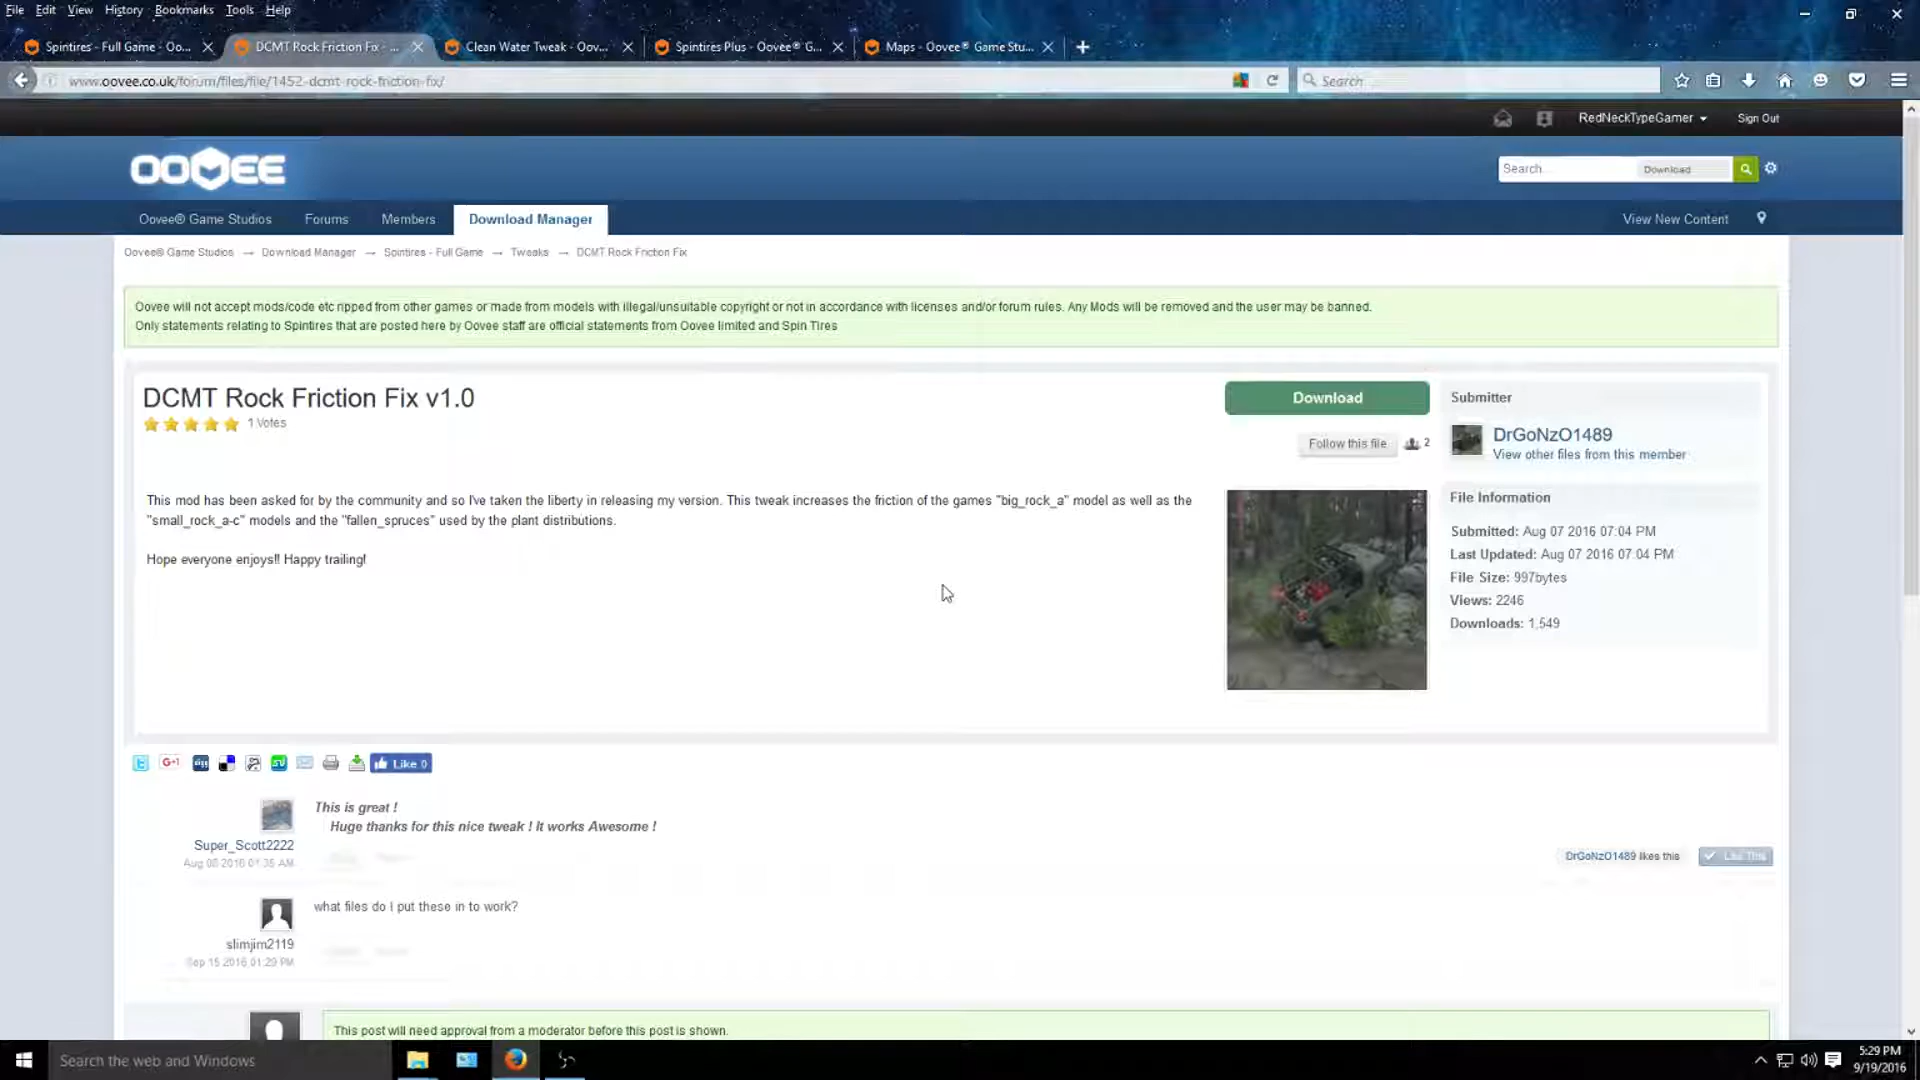 File Edit View History Bookmarks Tools Help
Spintires - Full Game - Oo...
DCMT Rock Friction Fix - ...
Clean Water Tweak - Oov...
Spintires Plus - Oovee® G...
Maps - Oovee® Game Stu...
www.oovee.co.uk/forum/files/file/1452-dcmt-rock-friction-fix/
Search
RedNeckTypeGamer
Sign Out
OOVEE
Search...
Download
Oovee® Game Studios
Forums
Members
Download Manager
View New Content
Oovee® Game Studios → Download Manager → Spintires - Full Game → Tweaks → DCMT Rock Friction Fix
Oovee will not accept mods/code etc ripped from other games or made from models with illegal/unsuitable copyright or not in accordance with licenses and/or forum rules. Any Mods will be removed and the user may be banned.
Only statements relating to Spintires that are posted here by Oovee staff are official statements from Oovee limited and Spin Tires
DCMT Rock Friction Fix v1.0
1 Votes
Download
Follow this file
2
This mod has been asked for by the community and so I've taken the liberty in releasing my version. This tweak increases the friction of the games "big_rock_a" model as well as the
"small_rock_a-c" models and the "fallen_spruces" used by the plant distributions.
Hope everyone enjoys!! Happy trailing!
Submitter
DrGoNzO1489
View other files from this member
File Information
Submitted: Aug 07 2016 07:04 PM
Last Updated: Aug 07 2016 07:04 PM
File Size: 997bytes
Views: 2246
Downloads: 1,549
G+1
digg
Like 0
This is great !
Huge thanks for this nice tweak ! It works Awesome !
Super_Scott2222
Aug 08 2016 01:35 AM
DrGoNzO1489 likes this
Like This
what files do I put these in to work?
slimjim2119
Sep 15 2016 01:29 PM
This post will need approval from a moderator before this post is shown.
Search the web and Windows
5:29 PM
9/19/2016